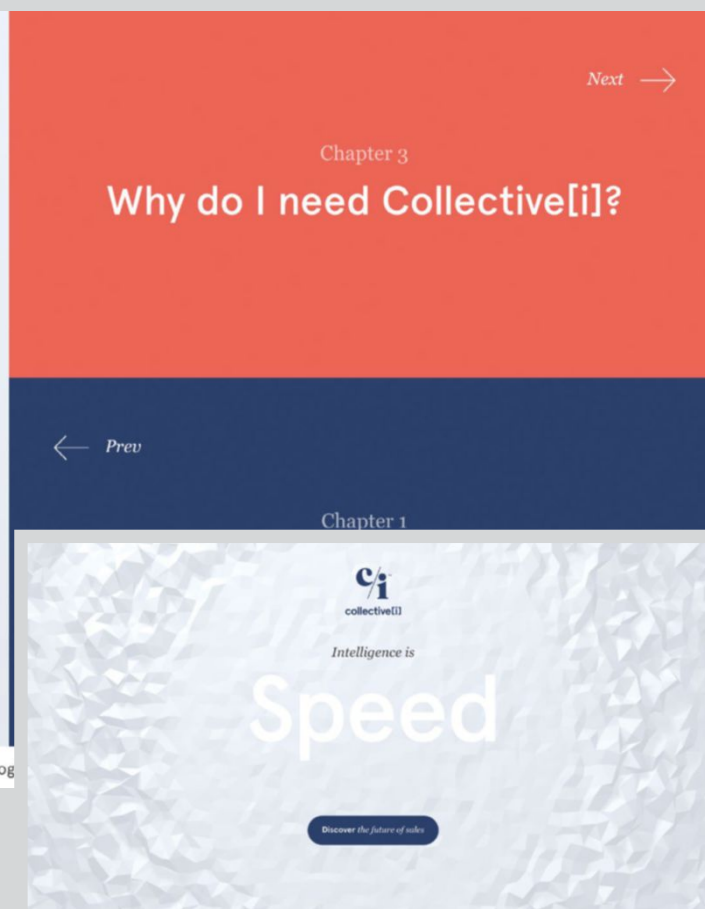 Next
Chapter 3
Why do I need Collective[i]?
Prev
Chapter 1
c/i
collective[i]
Intelligence is
Speed
Discover the future of sales
og